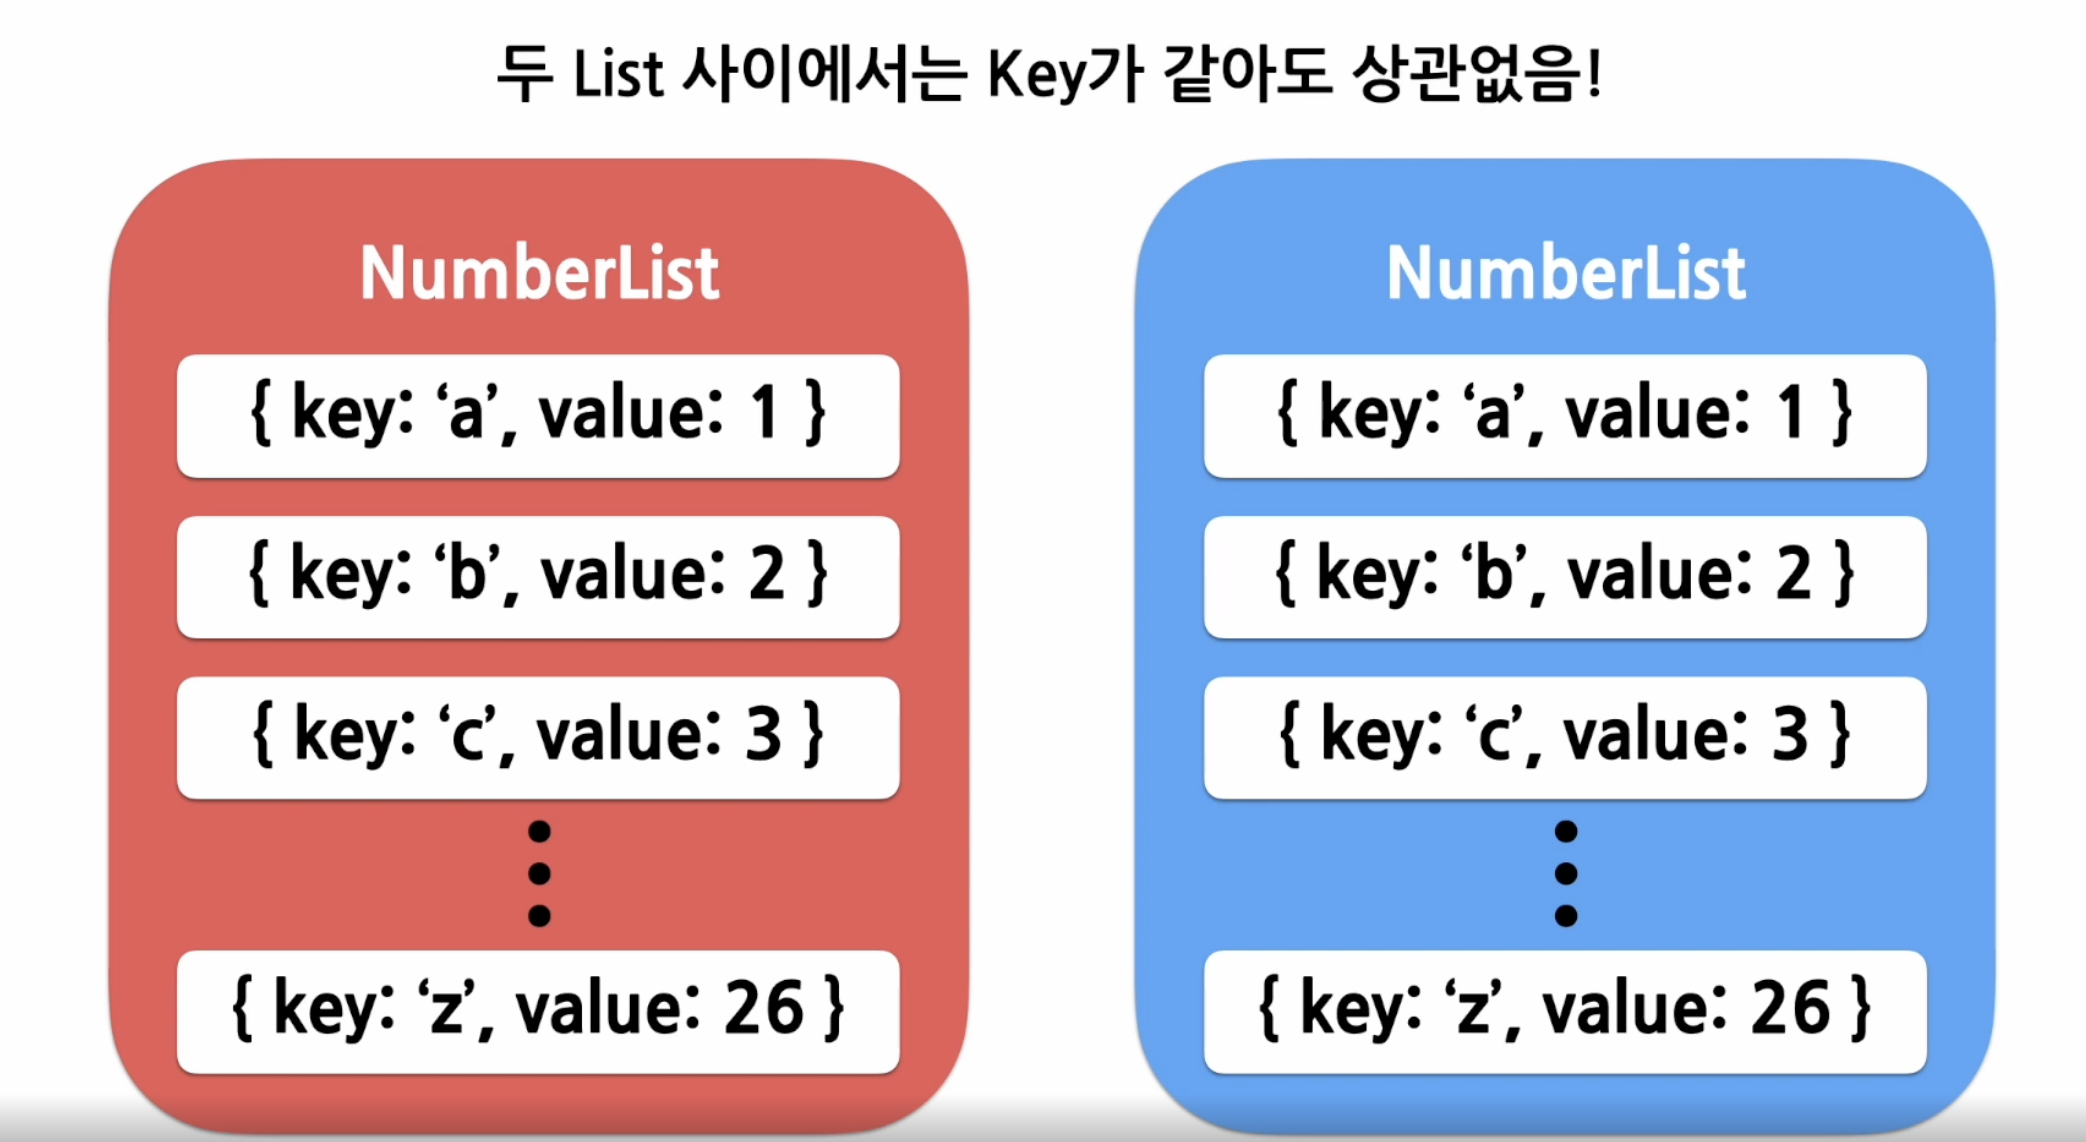 두 List 사이에서는 Key가 같아도 상관없음!
NumberList
{ key: ‘a’, value: 1 }
{ key: ‘b’, value: 2 }
{ key: ‘c’, value: 3 }
{ key: ‘z’, value: 26 }
NumberList
{ key: ‘a’, value: 1 }
{ key: ‘b’, value: 2 }
{ key: ‘c’, value: 3 }
{ key: ‘z’, value: 26 }